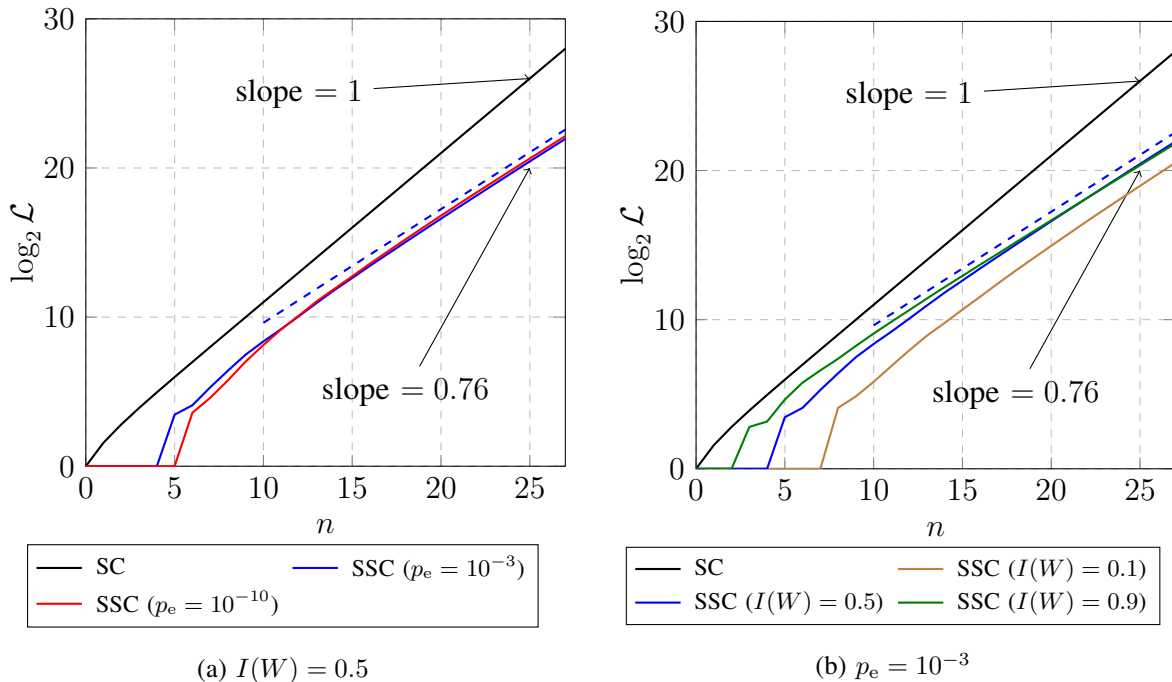 30
20
10
0
log₂ 𝓛
slope = 1
slope = 0.76
0 5 10 15 20 25
n
SC
SSC (pₑ = 10⁻³)
SSC (pₑ = 10⁻¹⁰)
(a) I(W) = 0.5
30
20
10
0
log₂ 𝓛
slope = 1
slope = 0.76
0 5 10 15 20 25
n
SC
SSC (I(W) = 0.1)
SSC (I(W) = 0.5)
SSC (I(W) = 0.9)
(b) pₑ = 10⁻³